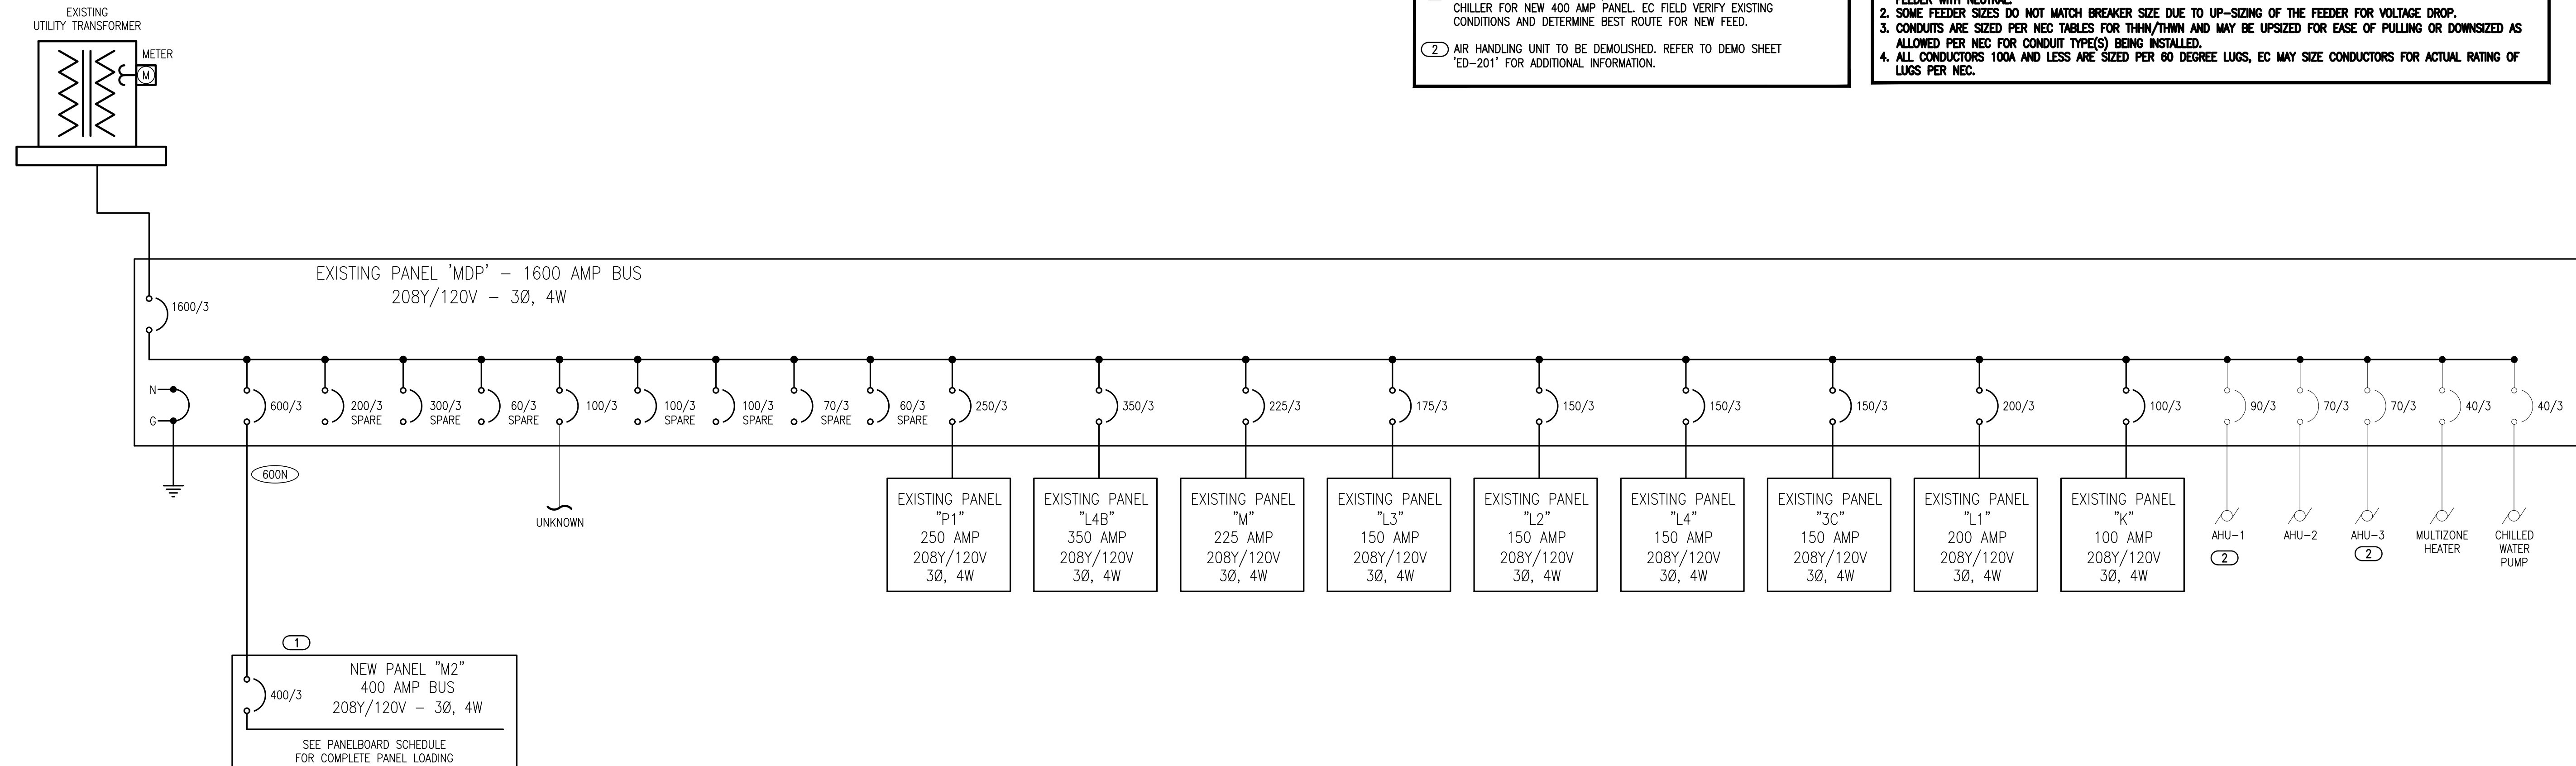 EXISTING
UTILITY TRANSFORMER
METER
M
CHILLER FOR NEW 400 AMP PANEL. EC FIELD VERIFY EXISTING
CONDITIONS AND DETERMINE BEST ROUTE FOR NEW FEED.
2 AIR HANDLING UNIT TO BE DEMOLISHED. REFER TO DEMO SHEET
'ED-201' FOR ADDITIONAL INFORMATION.
FEEDER WITH NEUTRAL.
2. SOME FEEDER SIZES DO NOT MATCH BREAKER SIZE DUE TO UP-SIZING OF THE FEEDER FOR VOLTAGE DROP.
3. CONDUITS ARE SIZED PER NEC TABLES FOR THHN/THWN AND MAY BE UPSIZED FOR EASE OF PULLING OR DOWNSIZED AS
ALLOWED PER NEC FOR CONDUIT TYPE(S) BEING INSTALLED.
4. ALL CONDUCTORS 100A AND LESS ARE SIZED PER 60 DEGREE LUGS, EC MAY SIZE CONDUCTORS FOR ACTUAL RATING OF
LUGS PER NEC.
EXISTING PANEL 'MDP' - 1600 AMP BUS
208Y/120V - 3Ø, 4W
1600/3
N
G
600/3
200/3
SPARE
300/3
SPARE
60/3
SPARE
100/3
100/3
SPARE
100/3
SPARE
70/3
SPARE
60/3
SPARE
250/3
350/3
225/3
175/3
150/3
150/3
150/3
200/3
100/3
90/3
70/3
70/3
40/3
40/3
600N
UNKNOWN
EXISTING PANEL
"P1"
250 AMP
208Y/120V
3Ø, 4W
EXISTING PANEL
"L4B"
350 AMP
208Y/120V
3Ø, 4W
EXISTING PANEL
"M"
225 AMP
208Y/120V
3Ø, 4W
EXISTING PANEL
"L3"
150 AMP
208Y/120V
3Ø, 4W
EXISTING PANEL
"L2"
150 AMP
208Y/120V
3Ø, 4W
EXISTING PANEL
"L4"
150 AMP
208Y/120V
3Ø, 4W
EXISTING PANEL
"3C"
150 AMP
208Y/120V
3Ø, 4W
EXISTING PANEL
"L1"
200 AMP
208Y/120V
3Ø, 4W
EXISTING PANEL
"K"
100 AMP
208Y/120V
3Ø, 4W
AHU-1
2
AHU-2
AHU-3
2
MULTIZONE
HEATER
CHILLED
WATER
PUMP
1
NEW PANEL "M2"
400 AMP BUS
208Y/120V - 3Ø, 4W
400/3
SEE PANELBOARD SCHEDULE
FOR COMPLETE PANEL LOADING